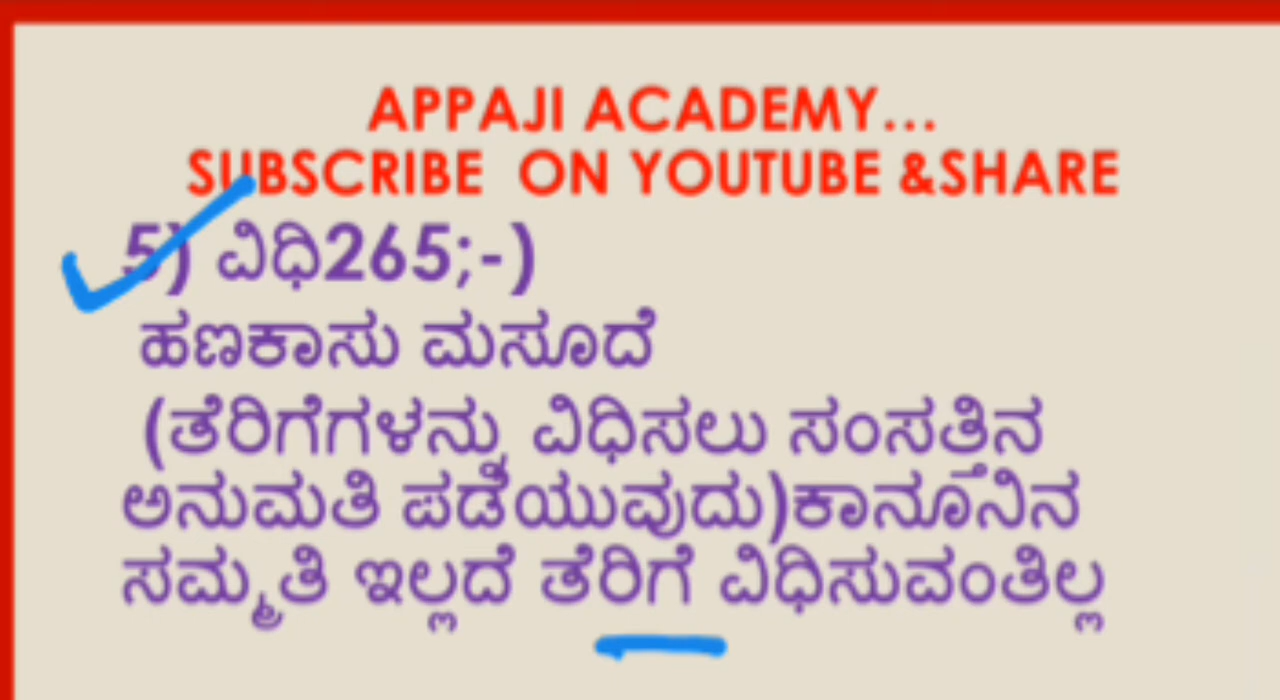 APPAJI ACADEMY...
SUBSCRIBE ON YOUTUBE &SHARE
5) ವಿಧಿ265;-)
ಹಣಕಾಸು ಮಸೂದೆ
(ತೆರಿಗೆಗಳನ್ನು ವಿಧಿಸಲು ಸಂಸತ್ತಿನ
ಅನುಮತಿ ಪಡೆಯುವುದು)ಕಾನೂನಿನ
ಸಮ್ಮತಿ ಇಲ್ಲದೆ ತೆರಿಗೆ ವಿಧಿಸುವಂತಿಲ್ಲ